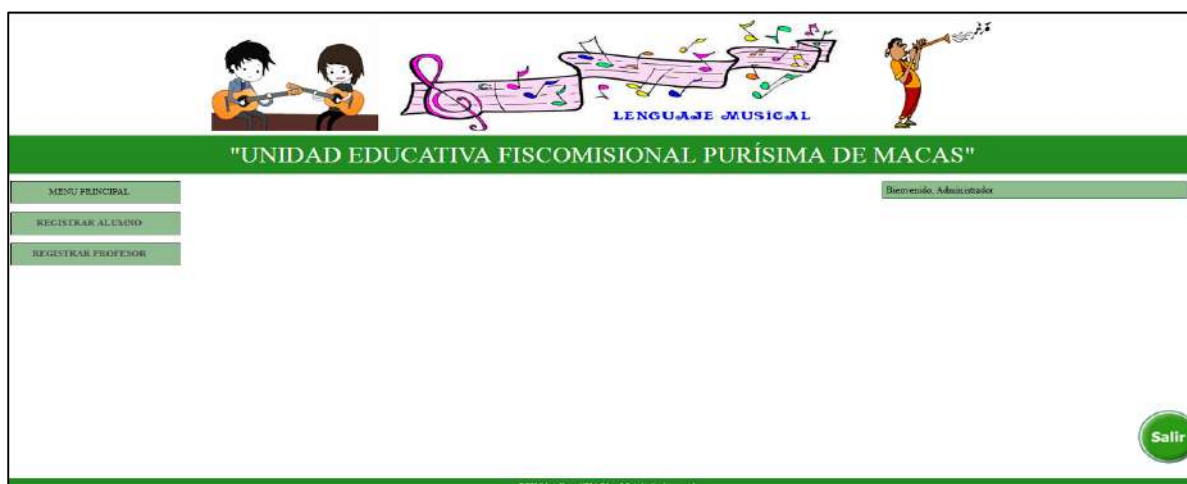 LENGUAJE MUSICAL
"UNIDAD EDUCATIVA FISCOMISIONAL PURÍSIMA DE MACAS"
MENU PRINCIPAL
Bienvenido, Administrador
REGISTRAR ALUMNO
REGISTRAR PROFESOR
Salir